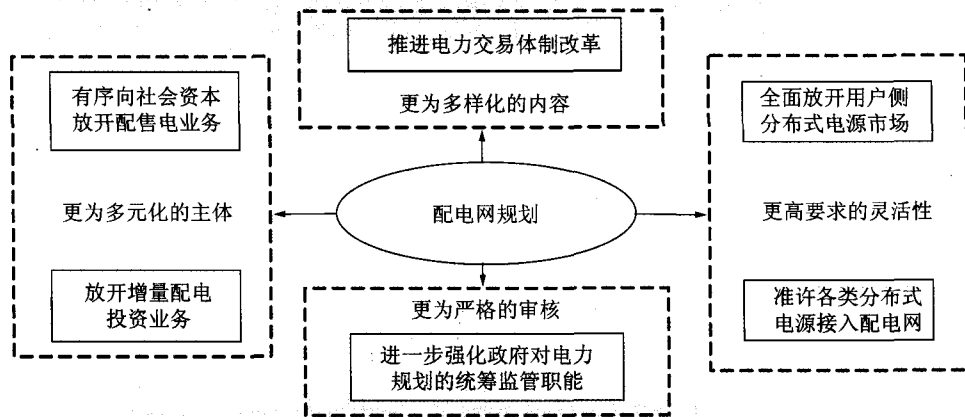 推进电力交易体制改革
更为多样化的内容
有序向社会资本
放开配售电业务
更为多元化的主体
放开增量配电
投资业务
配电网规划
全面放开用户侧
分布式电源市场
更高要求的灵活性
准许各类分布式
电源接入配电网
更为严格的审核
进一步强化政府对电力
规划的统筹监管职能